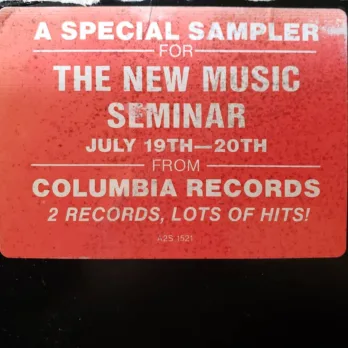 A SPECIAL SAMPLER
FOR
THE NEW MUSIC
SEMINAR
JULY 19TH—20TH
FROM
COLUMBIA RECORDS
2 RECORDS, LOTS OF HITS!
A2S 1521